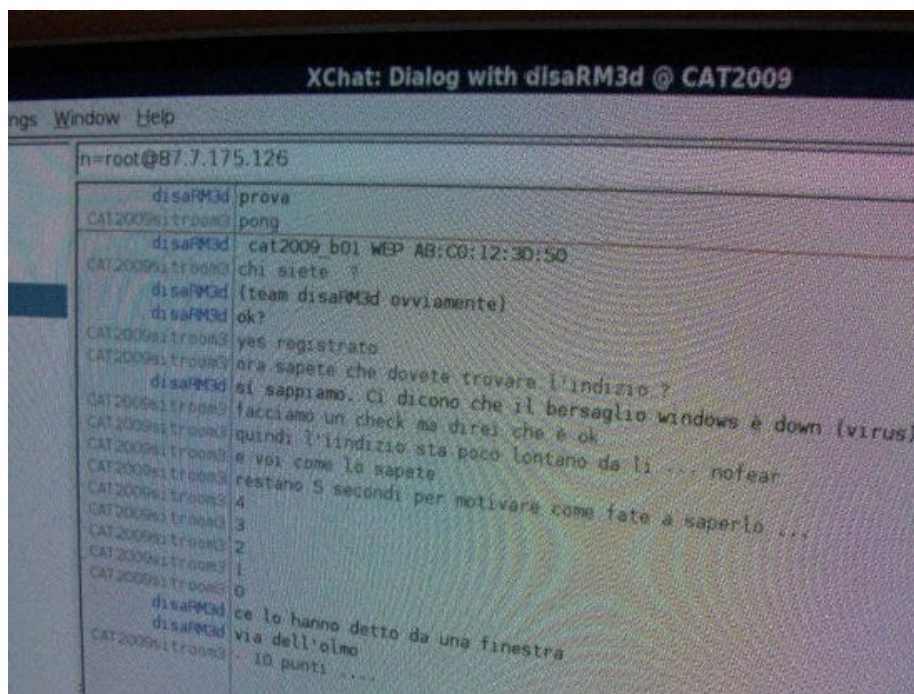 XChat: Dialog with disaRM3d @ CAT2009
ngs Window Help
n=root@87.7.175.126
disaRM3d prova
CAT2009sitroom3 pong
disaRM3d cat2009_b01 WEP AB:C0:12:30:50
CAT2009sitroom3 chi siete ?
disaRM3d (team disaRM3d ovviamente)
disaRM3d ok?
CAT2009sitroom3 yes registrato
CAT2009sitroom3 ora sapete che dovete trovare l'indizio ?
disaRM3d si sappiamo. Ci dicono che il bersaglio windows è down (virus)
CAT2009sitroom3 facciamo un check ma direi che è ok
CAT2009sitroom3 quindi l'iindizio sta poco lontano da li ... nofear
CAT2009sitroom3 e voi come lo sapete
CAT2009sitroom3 restano 5 secondi per motivare come fate a saperlo ...
CAT2009sitroom3 4
CAT2009sitroom3 3
CAT2009sitroom3 2
CAT2009sitroom3 1
CAT2009sitroom3 0
disaRM3d ce lo hanno detto da una finestra
disaRM3d via dell'olmo
CAT2009sitroom3 - 10 punti ....